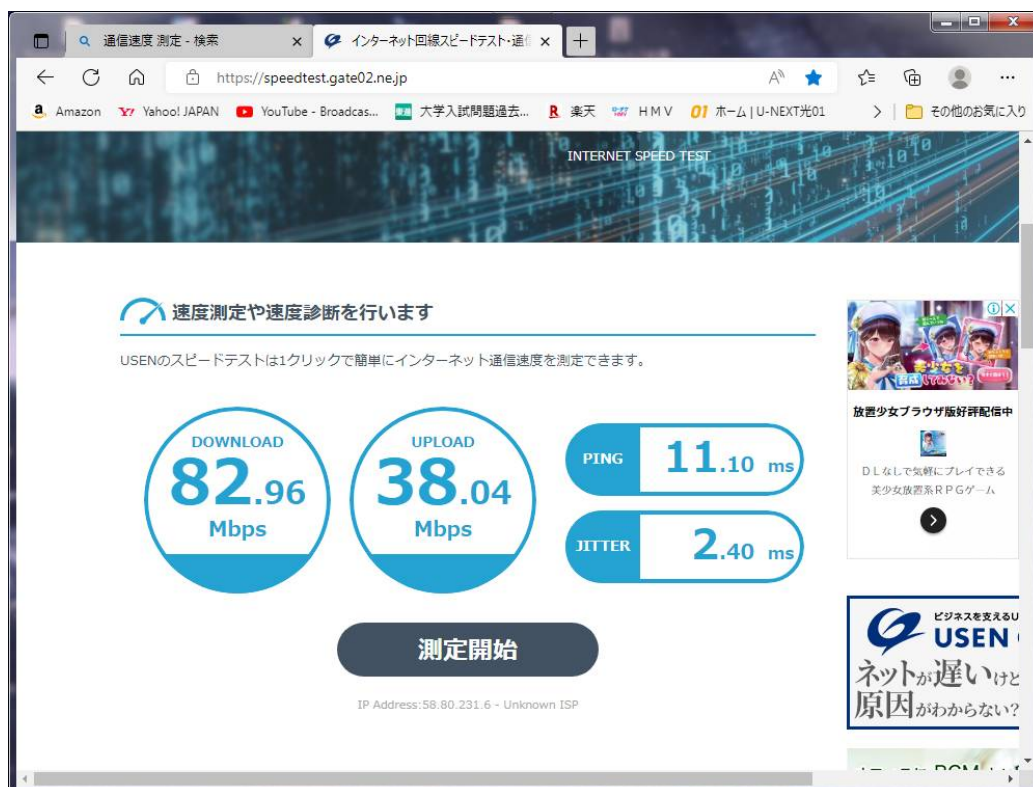 通信速度 測定 - 検索
インターネット回線スピードテスト・通信
https://speedtest.gate02.ne.jp
Amazon
Yahoo! JAPAN
YouTube - Broadcas...
大学入試問題過去...
楽天
HMV
ホーム | U-NEXT光01
その他のお気に入り
INTERNET SPEED TEST
速度測定や速度診断を行います
USENのスピードテストは1クリックで簡単にインターネット通信速度を測定できます。
DOWNLOAD
82.96
Mbps
UPLOAD
38.04
Mbps
PING
11.10 ms
JITTER
2.40 ms
測定開始
IP Address:58.80.231.6 - Unknown ISP
放置少女ブラウザ版好評配信中
DLなしで気軽にプレイできる
美少女放置系RPGゲーム
ビジネスを支えるU
USEN
ネットが遅いけど
原因がわからない?